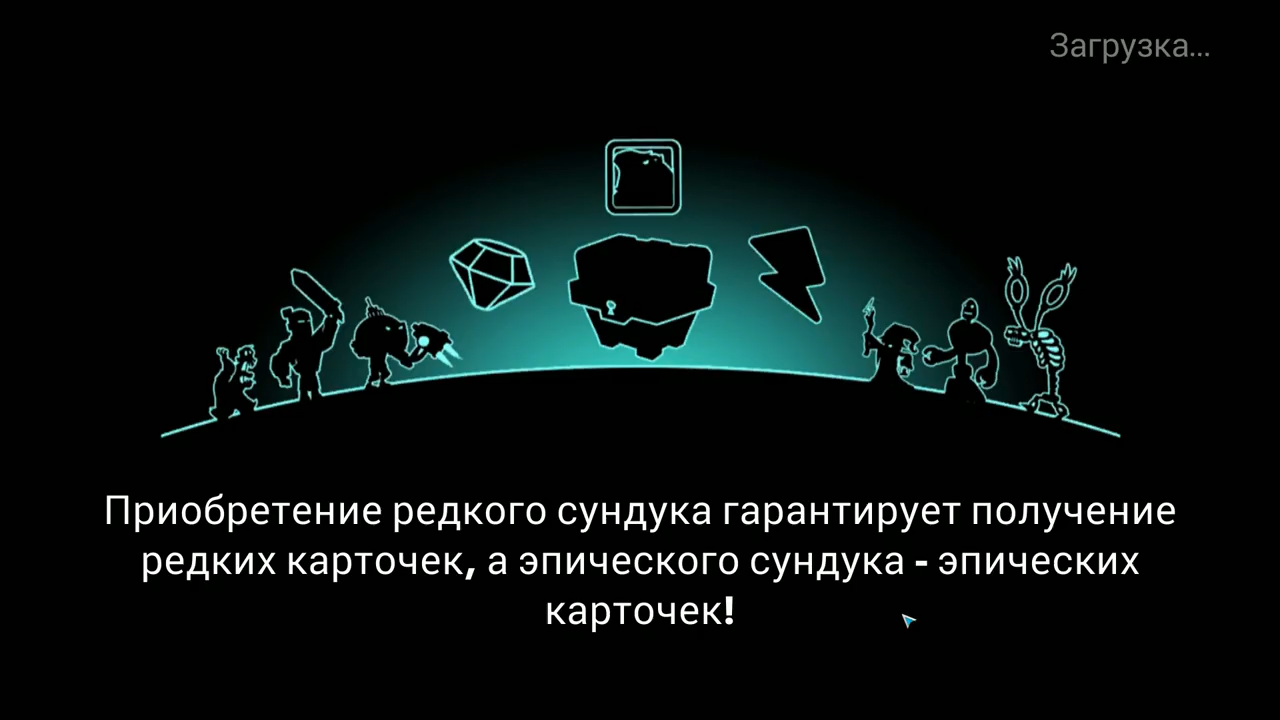 Загрузка...
Приобретение редкого сундука гарантирует получение
редких карточек, а эпического сундука - эпических
карточек!